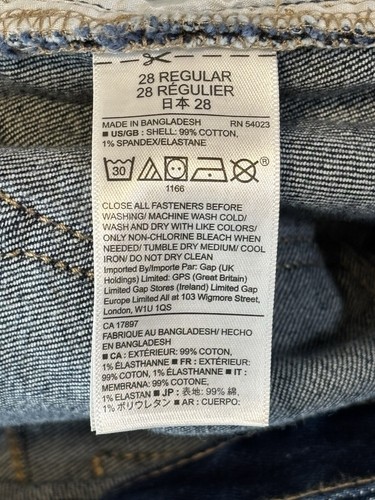 28 REGULAR
28 RÉGULIER
日本 28
MADE IN BANGLADESH RN 54023
■ US/GB : SHELL: 99% COTTON,
1% SPANDEX/ELASTANE
30
®
1166
CLOSE ALL FASTENERS BEFORE
WASHING/ MACHINE WASH COLD/
WASH AND DRY WITH LIKE COLORS/
ONLY NON-CHLORINE BLEACH WHEN
NEEDED/ TUMBLE DRY MEDIUM/ COOL
IRON/ DO NOT DRY CLEAN
Imported By/Importe Par: Gap (UK
Holdings) Limited: GPS (Great Britain)
Limited Gap Stores (Ireland) Limited Gap
Europe Limited All at 103 Wigmore Street,
London, W1U 1QS
CA 17897
FABRIQUÉ AU BANGLADESH/ HECHO
EN BANGLADESH
■ CA : EXTÉRIEUR: 99% COTON,
1% ÉLASTHANNE ■ FR : EXTÉRIEUR:
99% COTON, 1% ÉLASTHANNE ■ IT :
MEMBRANA: 99% COTONE,
1% ELASTAN ■ JP : 表地: 99% 綿,
1% ポリウレタン ■ AR : CUERPO: